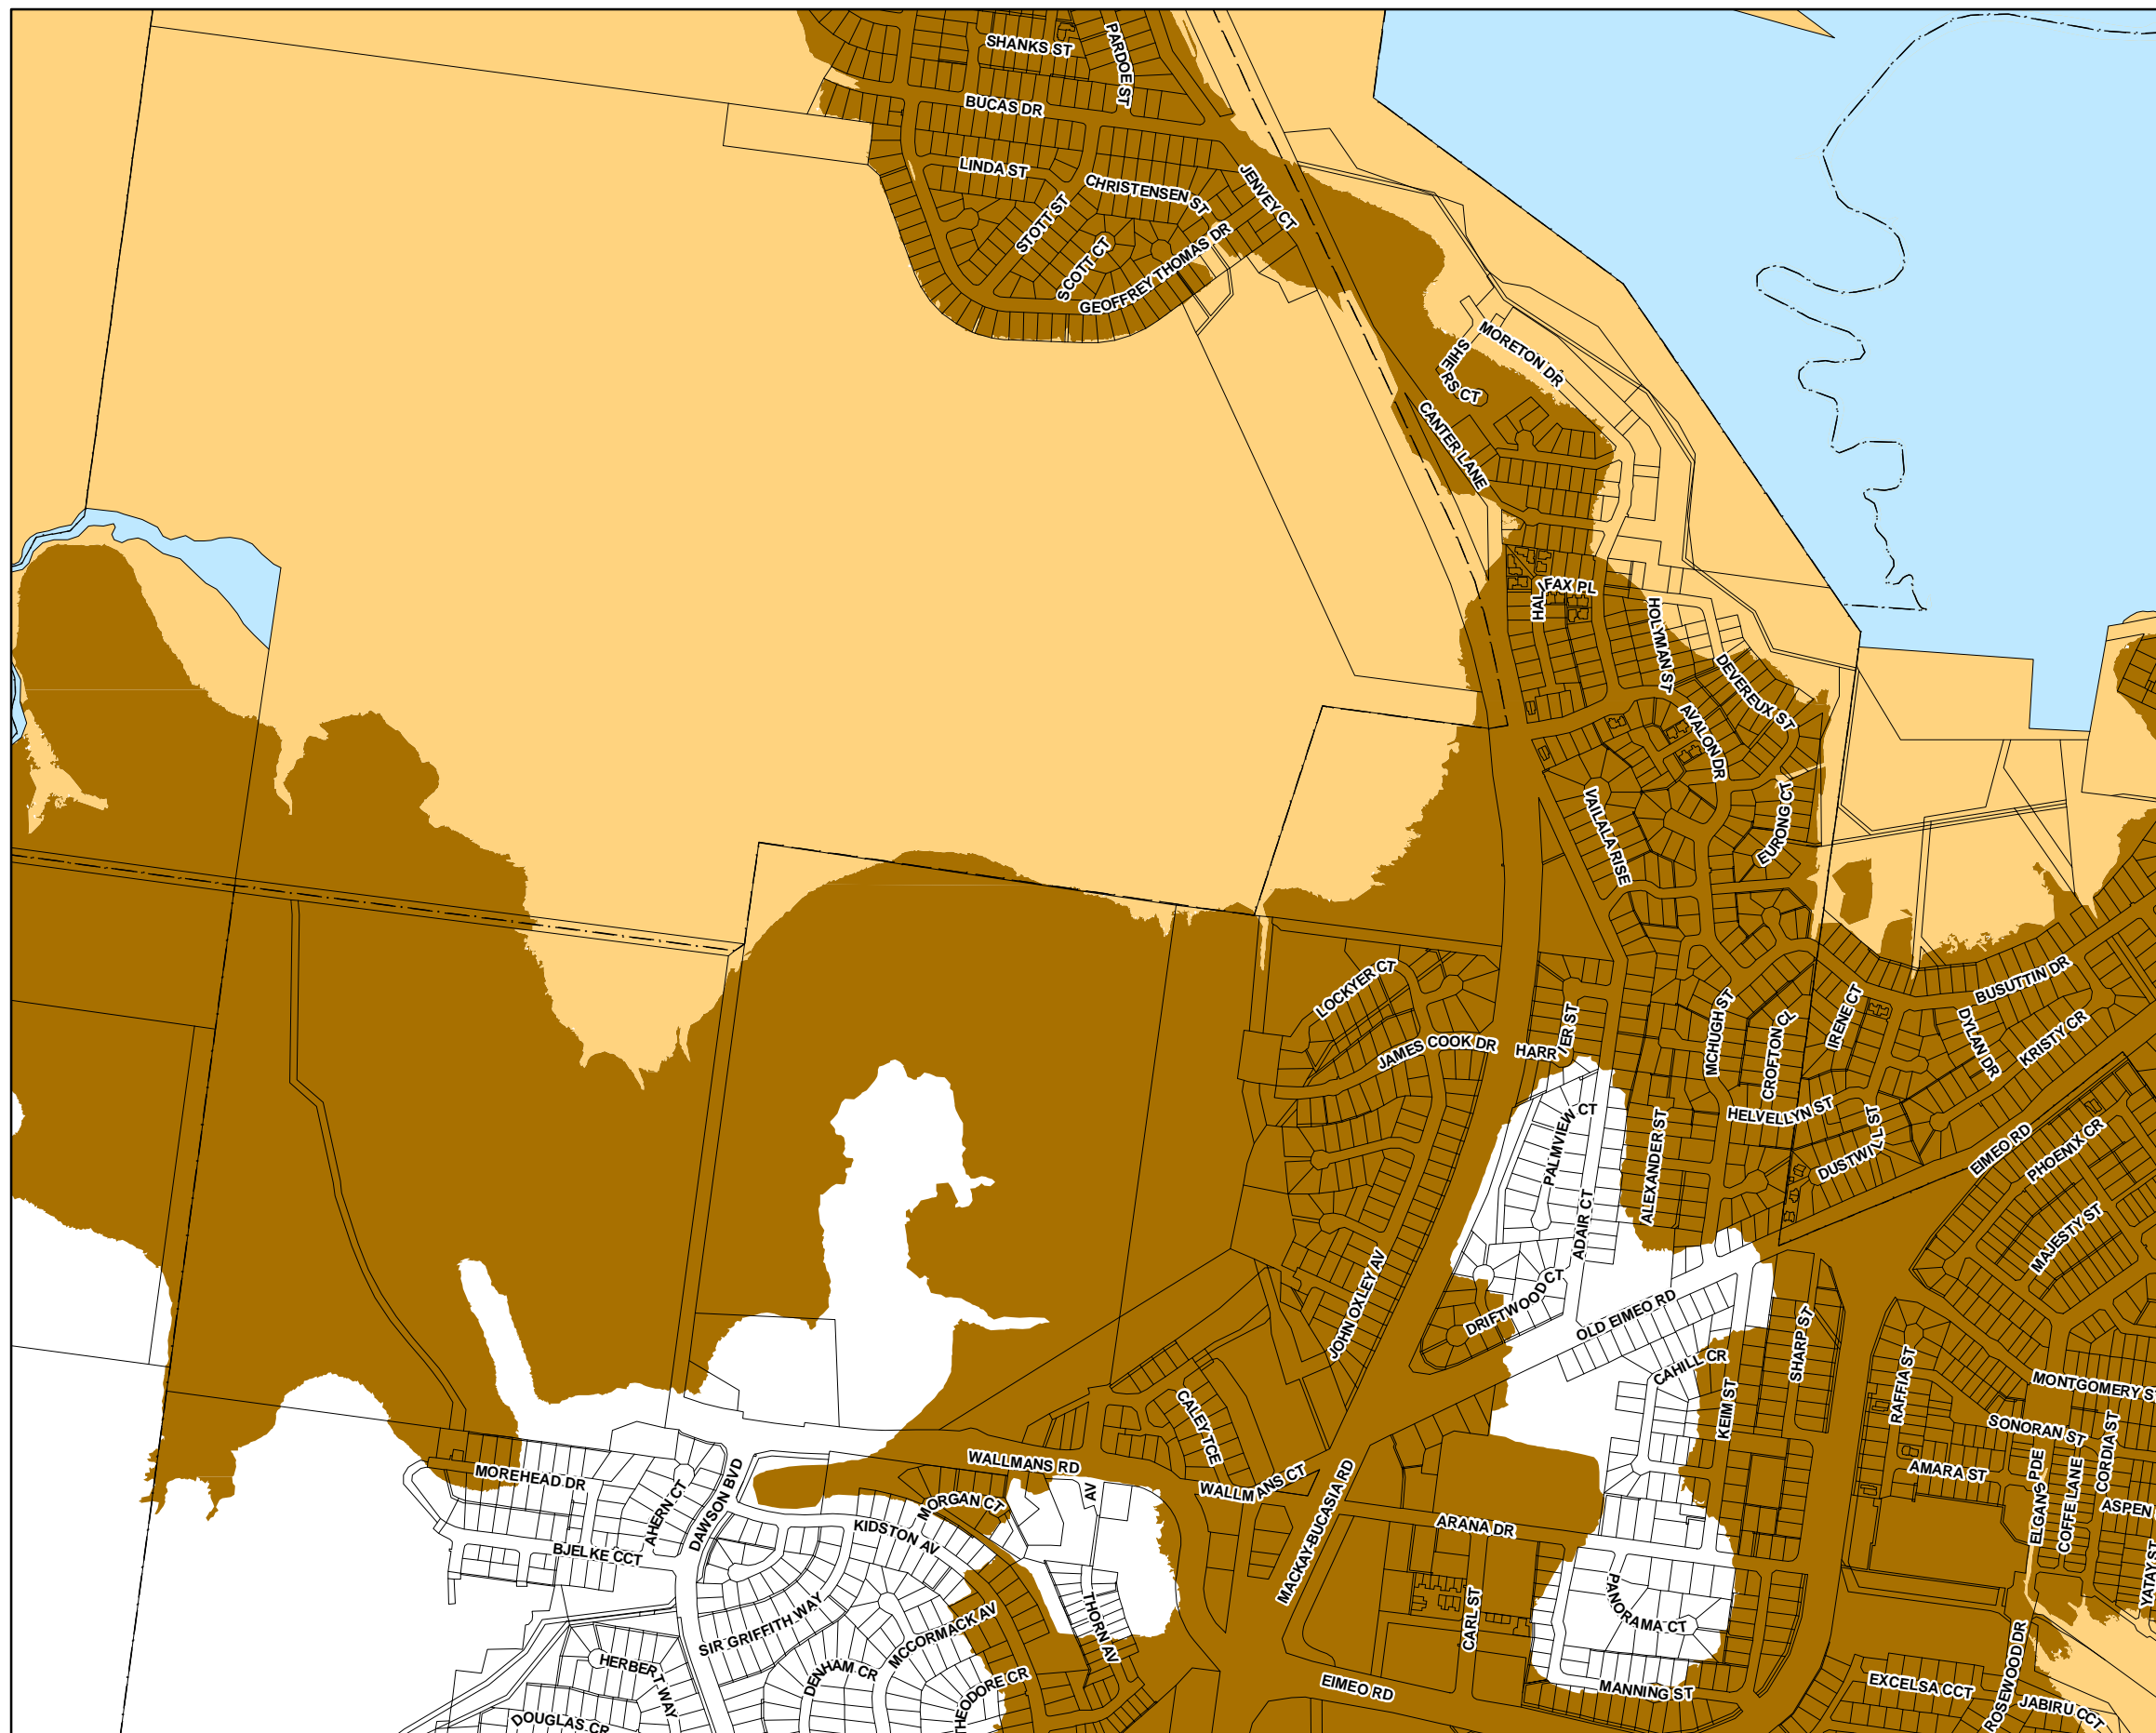 SHANKS ST
PARDOE ST
BUCAS DR
LINDA ST
CHRISTENSEN ST
JENVEY CT
STOTT ST
SCOTT CT
GEOFFREY THOMAS DR
MORETON DR
SHIERS CT
CANTER LANE
HALIFAX PL
HOLYMAN ST
DEVEREUX ST
AVALON DR
VAILALA RISE
EURONG CT
LOCKYER CT
BUSUTTIN DR
IRENE CT
MCHUGH ST
CROFTON CL
DYLAN DR
KRISTY CR
JAMES COOK DR
HARRYER ST
HELVELLYN ST
PALMVIEW CT
ALEXANDER ST
DUSTWILL ST
EIMEO RD
PHOENIX CR
ADAIR CT
MAJESTY ST
JOHN OXLEY AV
DRIFTWOOD CT
OLD EIMEO RD
SHARP ST
CAHILL CR
RAFFIA ST
MONTGOMERY S
KEIM ST
CALEY TCE
SONORAN ST
CORDIA ST
WALLMANS RD
MOREHEAD DR
DAWSON BVD
AHERN CT
WALLMANS CT
MACKAY-BUCASIA RD
AMARA ST
ELGANS PDE
COFFE LANE
ASPEN
AV
MORGAN CT
KIDSTON AV
ARANA DR
BJELKE CCT
YATAY ST
THORN AV
CARL ST
PANORAMA CT
SIR GRIFFITH WAY
MCCORMACK AV
HERBERT WAY
DENHAM CR
THEODORE CR
EIMEO RD
MANNING ST
EXCELSA CCT
ROSEWOOD DR
JABIRU CCT
DOUGLAS CR